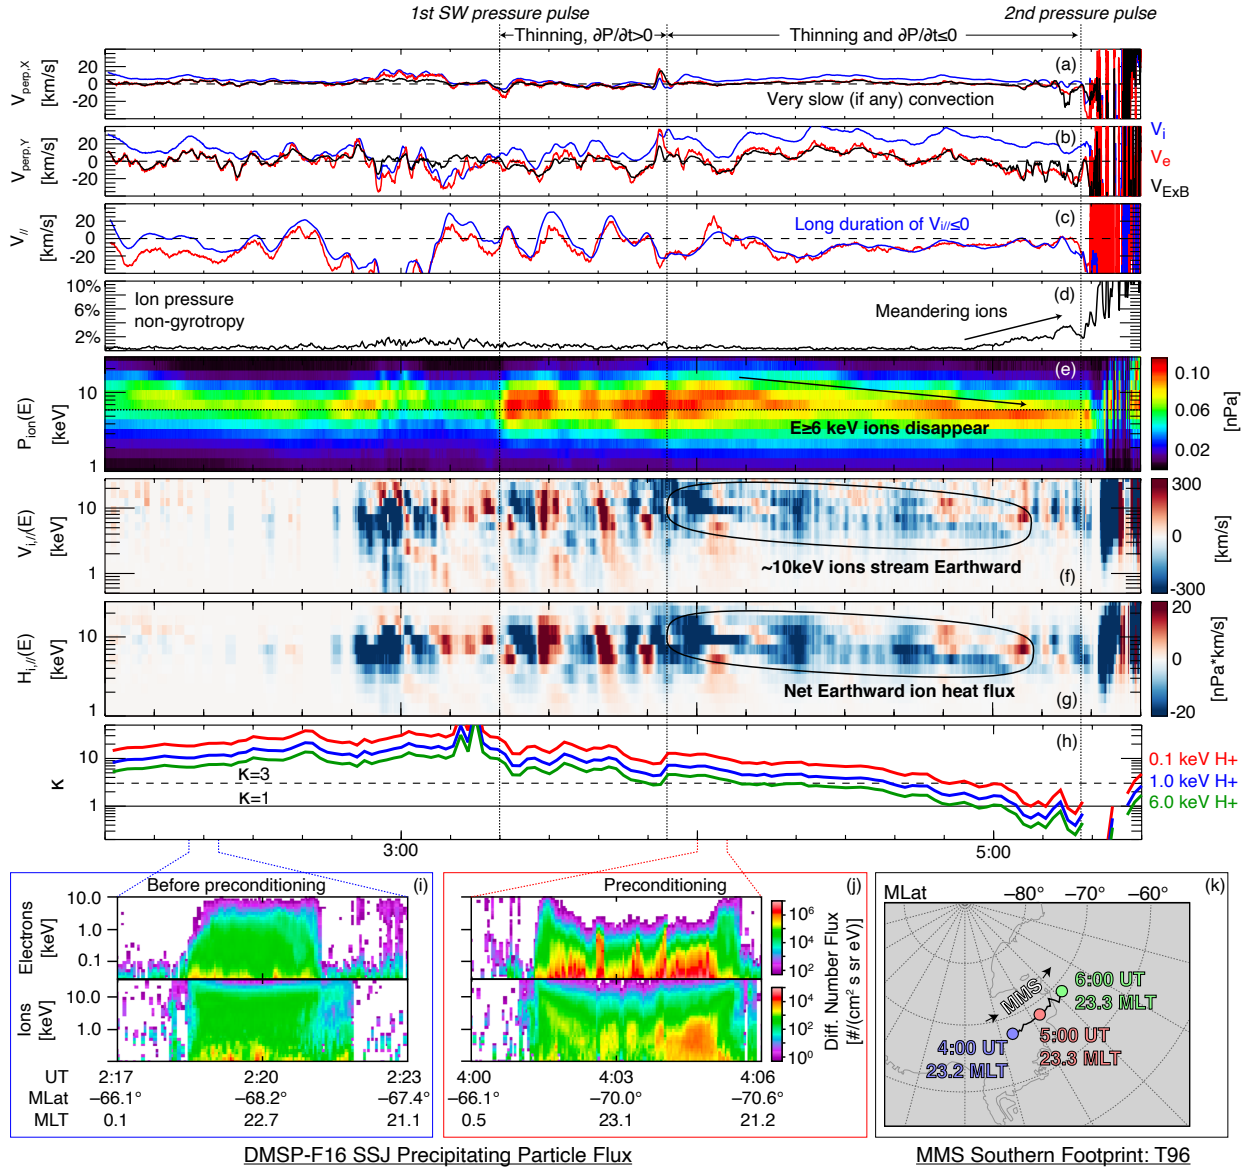 1st SW pressure pulse
2nd pressure pulse
Thinning, ∂P/∂t>0
Thinning and ∂P/∂t≤0
V_perp,X
[km/s]
20
0
-20
(a)
Very slow (if any) convection
V_perp,Y
[km/s]
20
0
-20
(b)
V_i
V_e
V_ExB
V_//
[km/s]
20
0
-20
(c)
Long duration of V_i//≤0
10%
6%
2%
Ion pressure
non-gyrotropy
Meandering ions
(d)
P_ion(E)
[keV]
10
1
(e)
E≥6 keV ions disappear
0.10
0.06
0.02
[nPa]
V_i,//(E)
[keV]
10
1
~10keV ions stream Earthward
(f)
300
0
-300
[km/s]
H_i,//(E)
[keV]
10
1
Net Earthward ion heat flux
(g)
20
0
-20
[nPa*km/s]
κ
10
1
K=3
K=1
(h)
0.1 keV H+
1.0 keV H+
6.0 keV H+
3:00
5:00
Before preconditioning
(i)
Electrons
[keV]
10.0
1.0
0.1
Ions
[keV]
10.0
1.0
UT
2:17
2:20
2:23
MLat
−66.1°
−68.2°
−67.4°
MLT
0.1
22.7
21.1
Preconditioning
(j)
10^6
10^4
10^2
10^4
10^2
10^0
Diff. Number Flux
[#/(cm² sr eV)]
4:00
4:03
4:06
−66.1°
−70.0°
−70.6°
0.5
23.1
21.2
DMSP-F16 SSJ Precipitating Particle Flux
MLat
−80°
−70°
−60°
(k)
MMS
6:00 UT
23.3 MLT
5:00 UT
23.3 MLT
4:00 UT
23.2 MLT
MMS Southern Footprint: T96